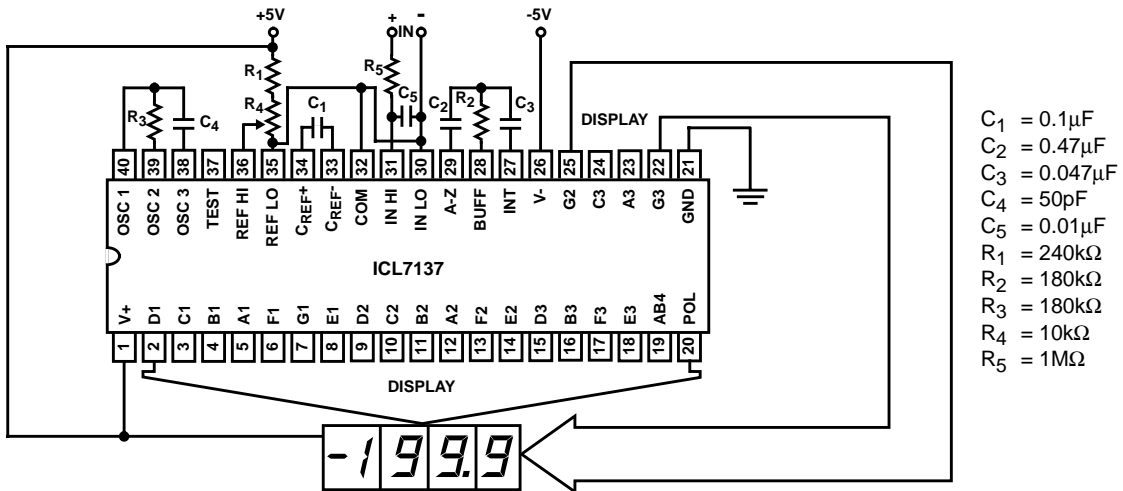 +5V
+
IN
-
-5V
R1
R5
R4
C5
C1
C2
R2
C3
R3
C4
DISPLAY
40 39 38 37 36 35 34 33 32 31 30 29 28 27 26 25 24 23 22 21
OSC 1 OSC 2 OSC 3 TEST REF HI REF LO CREF+ CREF- COM IN HI IN LO A-Z BUFF INT V- G2 C3 A3 G3 GND
ICL7137
V+ D1 C1 B1 A1 F1 G1 E1 D2 C2 B2 A2 F2 E2 D3 B3 F3 E3 AB4 POL
1 2 3 4 5 6 7 8 9 10 11 12 13 14 15 16 17 18 19 20
DISPLAY
-199.9
C1 = 0.1μF
C2 = 0.47μF
C3 = 0.047μF
C4 = 50pF
C5 = 0.01μF
R1 = 240kΩ
R2 = 180kΩ
R3 = 180kΩ
R4 = 10kΩ
R5 = 1MΩ